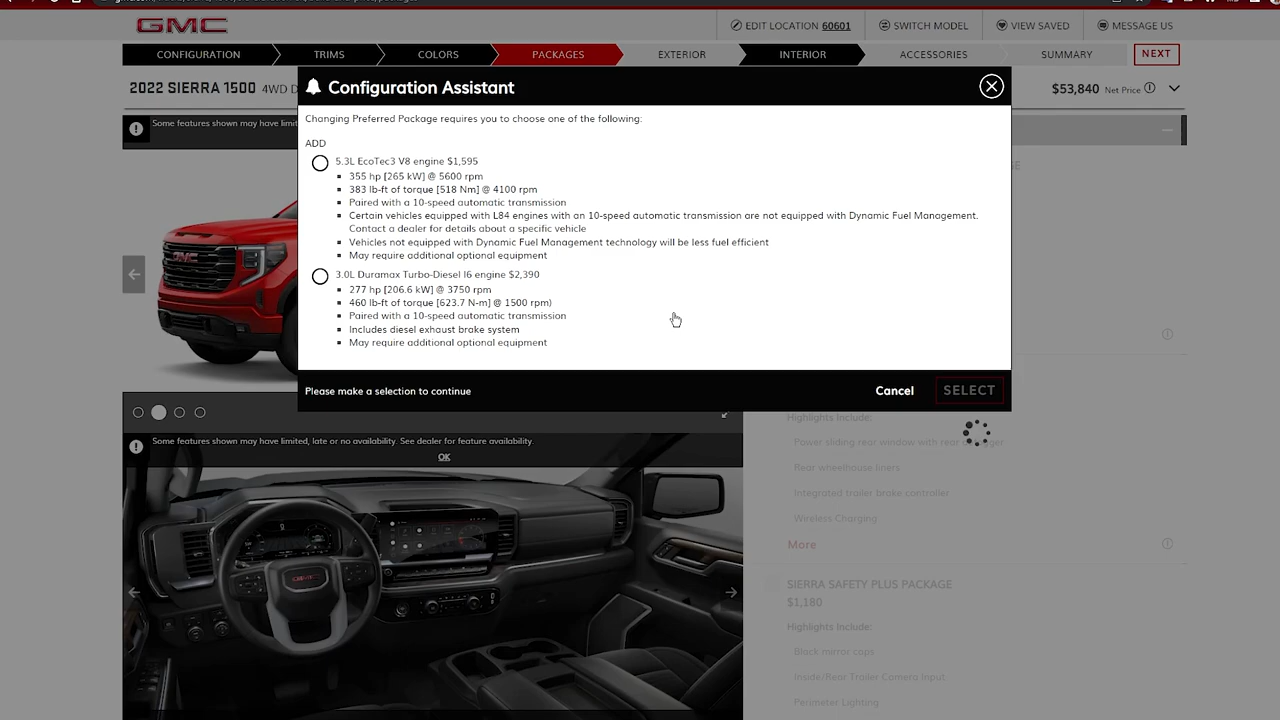 GMC
EDIT LOCATION 60601
SWITCH MODEL
VIEW SAVED
MESSAGE US
CONFIGURATION
TRIMS
COLORS
PACKAGES
EXTERIOR
INTERIOR
ACCESSORIES
SUMMARY
NEXT
2022 SIERRA 1500 4WD D
$53,840 Net Price
Some features shown may have limit
Configuration Assistant
Changing Preferred Package requires you to choose one of the following:
ADD
5.3L EcoTec3 V8 engine $1,595
355 hp [265 kW] @ 5600 rpm
383 lb-ft of torque [518 Nm] @ 4100 rpm
Paired with a 10-speed automatic transmission
Certain vehicles equipped with L84 engines with an 10-speed automatic transmission are not equipped with Dynamic Fuel Management.
Contact a dealer for details about a specific vehicle
Vehicles not equipped with Dynamic Fuel Management technology will be less fuel efficient
May require additional optional equipment
3.0L Duramax Turbo-Diesel I6 engine $2,390
277 hp [206.6 kW] @ 3750 rpm
460 lb-ft of torque [623.7 N-m] @ 1500 rpm)
Paired with a 10-speed automatic transmission
Includes diesel exhaust brake system
May require additional optional equipment
Please make a selection to continue
Cancel
SELECT
Some features shown may have limited, late or no availability. See dealer for feature availability.
OK
GMC
Highlights Include:
Power sliding rear window with rear
Rear wheelhouse liners
Integrated trailer brake controller
Wireless Charging
More
SIERRA SAFETY PLUS PACKAGE
$1,180
Highlights Include:
Black mirror caps
Inside/Rear Trailer Camera Input
Perimeter Lighting